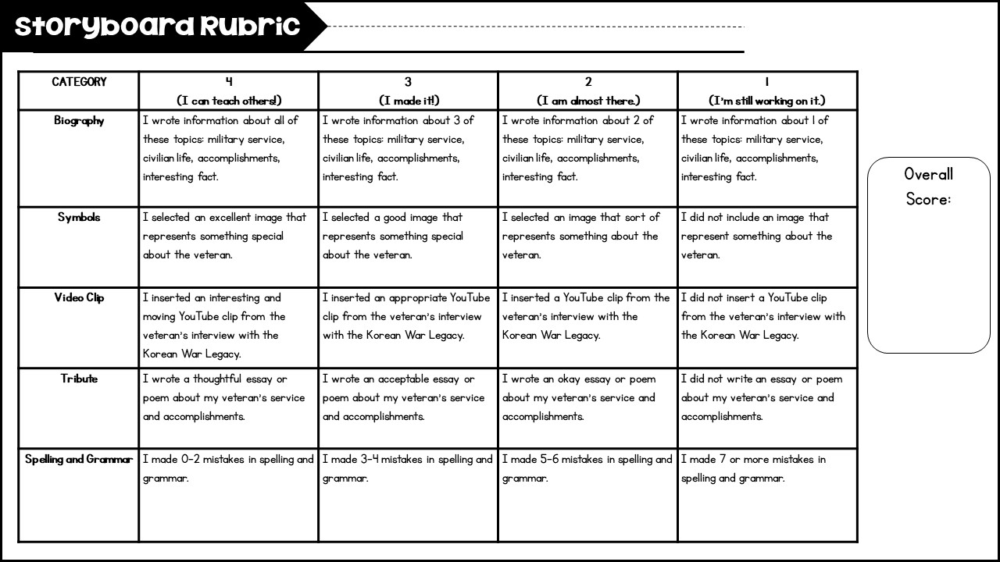 Storyboard Rubric
CATEGORY
4
(I can teach others!)
3
(I made it!)
2
(I am almost there.)
1
(I'm still working on it.)
Biography
I wrote information about all of
these topics: military service,
civilian life, accomplishments,
interesting fact.
I wrote information about 3 of
these topics: military service,
civilian life, accomplishments,
interesting fact.
I wrote information about 2 of
these topics: military service,
civilian life, accomplishments,
interesting fact.
I wrote information about 1 of
these topics: military service,
civilian life, accomplishments,
interesting fact.
Symbols
I selected an excellent image that
represents something special
about the veteran.
I selected a good image that
represents something special
about the veteran.
I selected an image that sort of
represents something about the
veteran.
I did not include an image that
represent something about the
veteran.
Video Clip
I inserted an interesting and
moving YouTube clip from the
veteran's interview with the
Korean War Legacy.
I inserted an appropriate YouTube
clip from the veteran's interview
with the Korean War Legacy.
I inserted a YouTube clip from the
veteran's interview with the
Korean War Legacy.
I did not insert a YouTube clip
from the veteran's interview with
the Korean War Legacy.
Tribute
I wrote a thoughtful essay or
poem about my veteran's service
and accomplishments.
I wrote an acceptable essay or
poem about my veteran's service
and accomplishments.
I wrote an okay essay or poem
about my veteran's service and
accomplishments.
I did not write an essay or poem
about my veteran's service and
accomplishments.
Spelling and Grammar
I made 0-2 mistakes in spelling and
grammar.
I made 3-4 mistakes in spelling and
grammar.
I made 5-6 mistakes in spelling and
grammar.
I made 7 or more mistakes in
spelling and grammar.
Overall
Score: